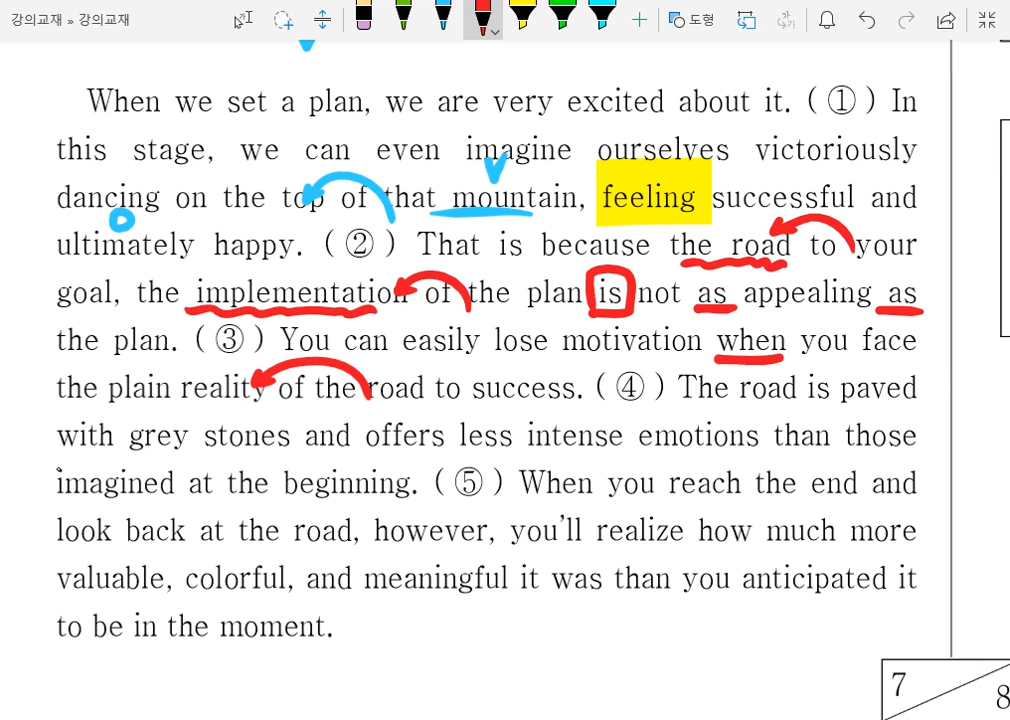 강의교재 » 강의교재
도형
When we set a plan, we are very excited about it. ( ① ) In
this stage, we can even imagine ourselves victoriously
dancing on the top of that mountain, feeling successful and
ultimately happy. ( ② ) That is because the road to your
goal, the implementation of the plan is not as appealing as
the plan. ( ③ ) You can easily lose motivation when you face
the plain reality of the road to success. ( ④ ) The road is paved
with grey stones and offers less intense emotions than those
imagined at the beginning. ( ⑤ ) When you reach the end and
look back at the road, however, you'll realize how much more
valuable, colorful, and meaningful it was than you anticipated it
to be in the moment.
7
8